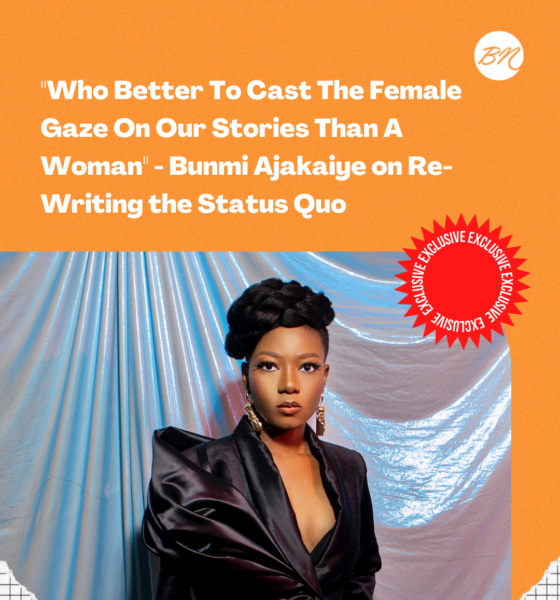 BN
"Who Better To Cast The Female
Gaze On Our Stories Than A
Woman" - Bunmi Ajakaiye on Re-
Writing the Status Quo
EXCLUSIVE EXCLUSIVE EXCLUSIVE EXCLUSIVE EXCLUSIVE